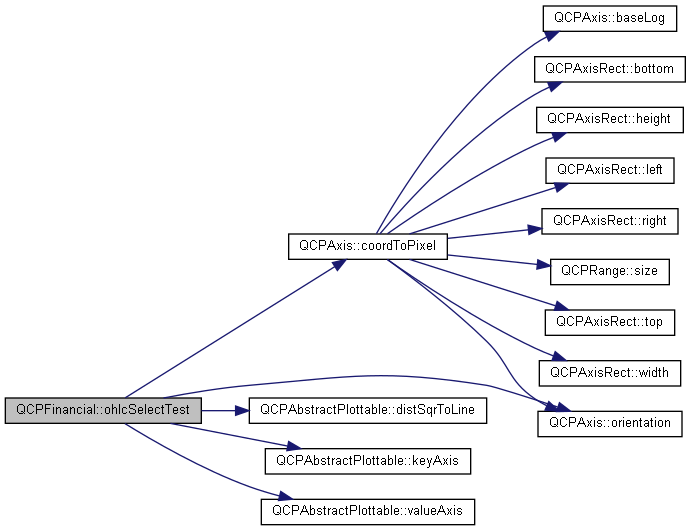 QCPAxis::baseLog
QCPAxisRect::bottom
QCPAxisRect::height
QCPAxisRect::left
QCPAxisRect::right
QCPAxis::coordToPixel
QCPRange::size
QCPAxisRect::top
QCPAxisRect::width
QCPFinancial::ohlcSelectTest
QCPAbstractPlottable::distSqrToLine
QCPAxis::orientation
QCPAbstractPlottable::keyAxis
QCPAbstractPlottable::valueAxis